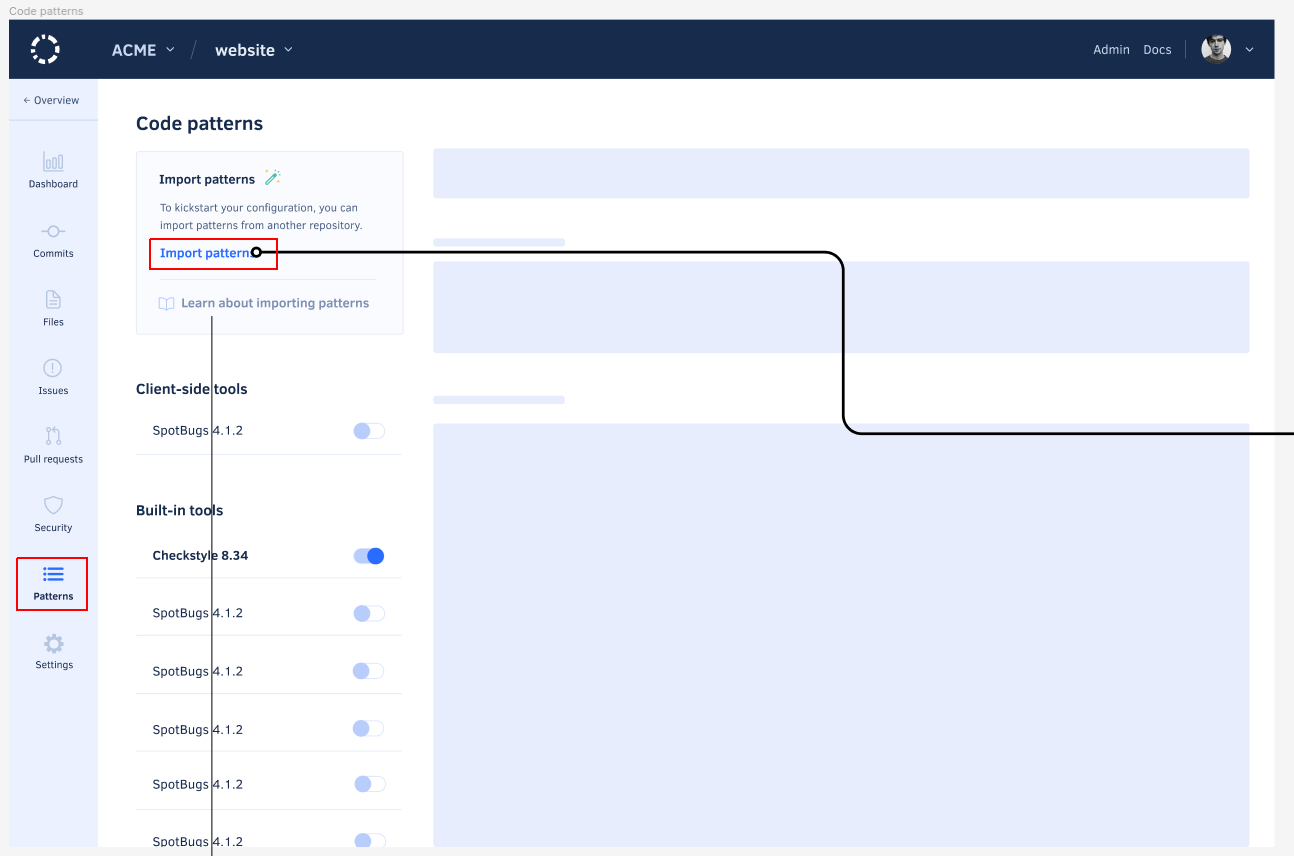 Code patterns
ACME / website
Admin Docs
← Overview
Dashboard
Commits
Files
Issues
Pull requests
Security
Patterns
Settings
Code patterns
Import patterns
To kickstart your configuration, you can
import patterns from another repository.
Import patterns
Learn about importing patterns
Client-side tools
SpotBugs 4.1.2
Built-in tools
Checkstyle 8.34
SpotBugs 4.1.2
SpotBugs 4.1.2
SpotBugs 4.1.2
SpotBugs 4.1.2
SpotBugs 4.1.2